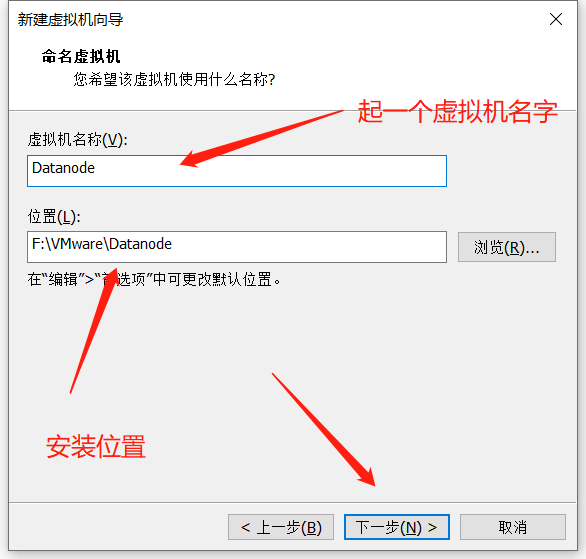 新建虚拟机向导
命名虚拟机
您希望该虚拟机使用什么名称?
起一个虚拟机名字
虚拟机名称(V):
Datanode
位置(L):
F:\VMware\Datanode
浏览(R)...
在“编辑”>“首选项”中可更改默认位置。
安装位置
< 上一步(B)
下一步(N) >
取消